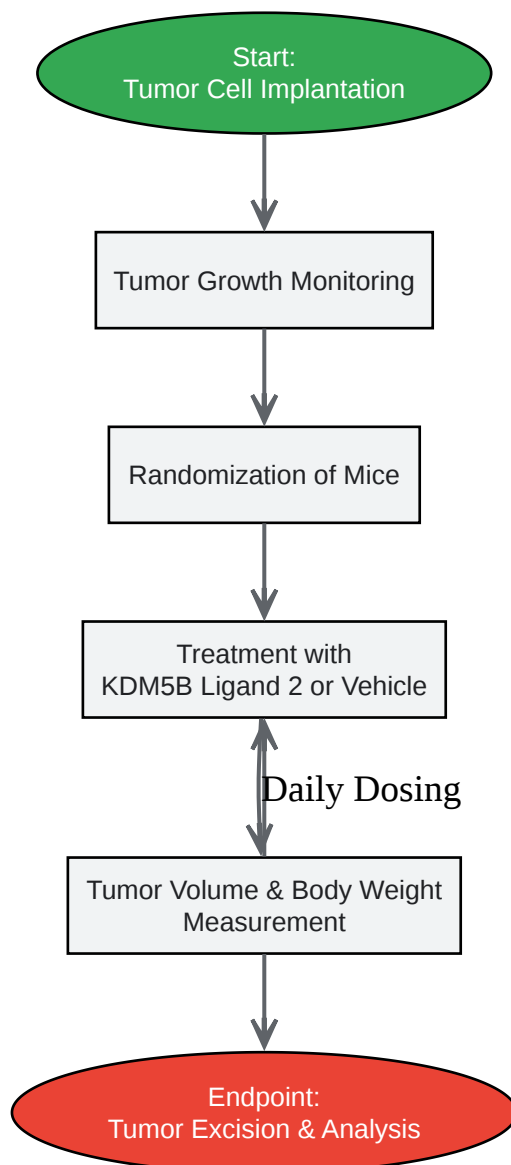 Start:
Tumor Cell Implantation
Tumor Growth Monitoring
Randomization of Mice
Treatment with
KDM5B Ligand 2 or Vehicle
Daily Dosing
Tumor Volume & Body Weight
Measurement
Endpoint:
Tumor Excision & Analysis